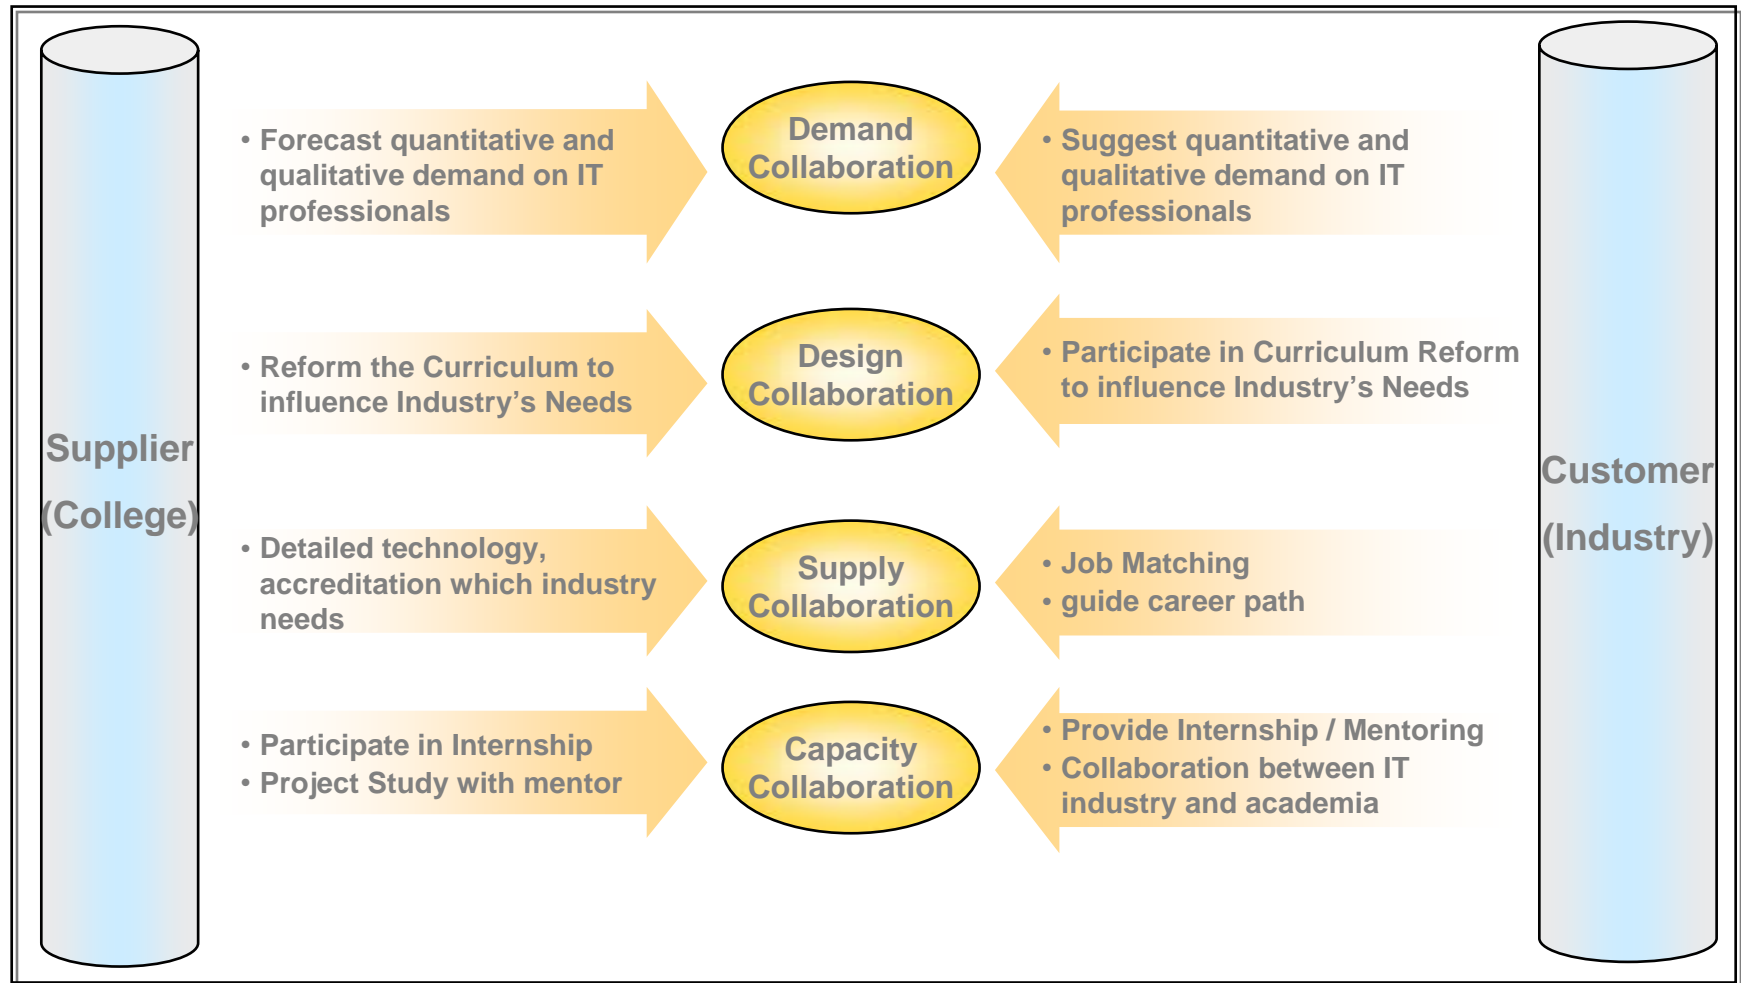 Supplier
(College)
• Forecast quantitative and
qualitative demand on IT
professionals
Demand
Collaboration
• Suggest quantitative and
qualitative demand on IT
professionals
• Reform the Curriculum to
influence Industry’s Needs
Design
Collaboration
• Participate in Curriculum Reform
to influence Industry’s Needs
• Detailed technology,
accreditation which industry
needs
Supply
Collaboration
• Job Matching
• guide career path
• Participate in Internship
• Project Study with mentor
Capacity
Collaboration
• Provide Internship / Mentoring
• Collaboration between IT
industry and academia
Customer
(Industry)